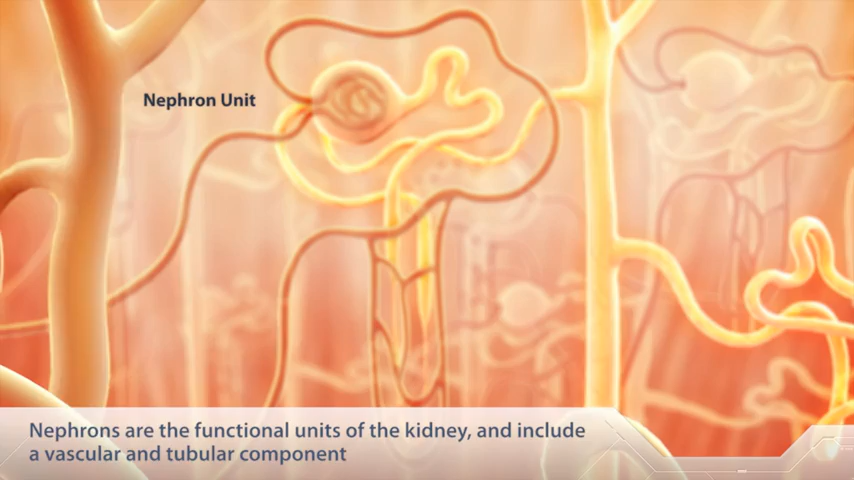 Nephron Unit
Nephrons are the functional units of the kidney, and include
a vascular and tubular component